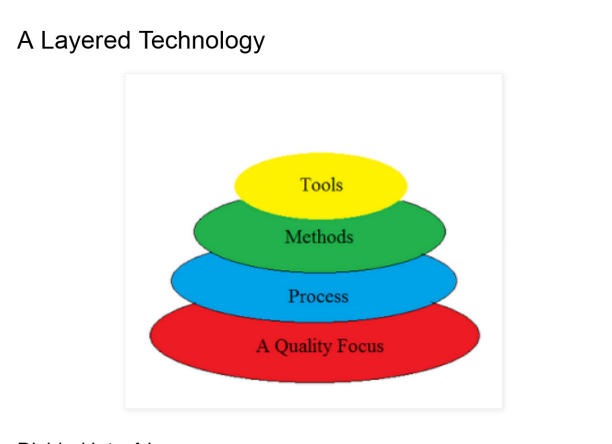 A Layered Technology
Tools
Methods
Process
A Quality Focus